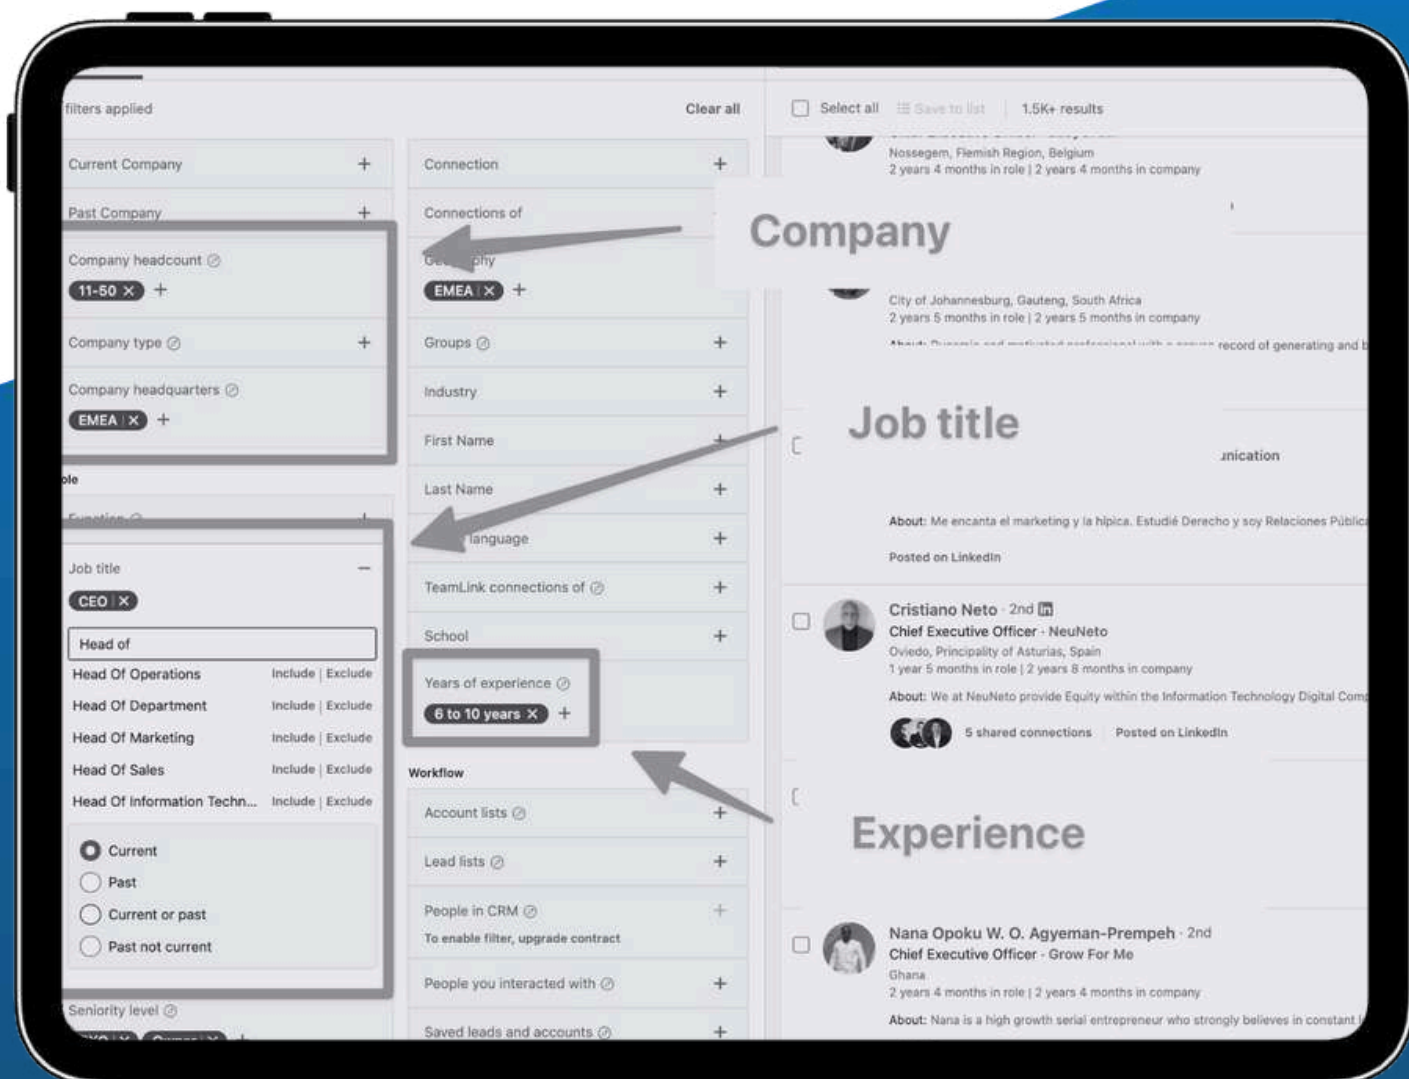 filters applied
Clear all
Current Company
Past Company
Company headcount
11-50
Company type
Company headquarters
EMEA
Function
Job title
CEO
Head of
Head Of Operations Include | Exclude
Head Of Department Include | Exclude
Head Of Marketing Include | Exclude
Head Of Sales Include | Exclude
Head Of Information Techn... Include | Exclude
Current
Past
Current or past
Past not current
Seniority level
Owner
Connection
Connections of
Geography
EMEA
Groups
Industry
First Name
Last Name
language
TeamLink connections of
School
Years of experience
6 to 10 years
Workflow
Account lists
Lead lists
People in CRM
To enable filter, upgrade contract
People you interacted with
Saved leads and accounts
Select all Save to list 1.5K+ results
Nossegem, Flemish Region, Belgium
2 years 4 months in role | 2 years 4 months in company
Company
City of Johannesburg, Gauteng, South Africa
2 years 5 months in role | 2 years 5 months in company
About: Dynamic and motivated professional with a proven record of generating and b
Job title
unication
About: Me encanta el marketing y la hípica. Estudié Derecho y soy Relaciones Públic
Posted on LinkedIn
Cristiano Neto · 2nd in
Chief Executive Officer · NeuNeto
Oviedo, Principality of Asturias, Spain
1 year 5 months in role | 2 years 8 months in company
About: We at NeuNeto provide Equity within the Information Technology Digital Comp
5 shared connections Posted on LinkedIn
Experience
Nana Opoku W. O. Agyeman-Prempeh · 2nd
Chief Executive Officer · Grow For Me
Ghana
2 years 4 months in role | 2 years 4 months in company
About: Nana is a high growth serial entrepreneur who strongly believes in constant